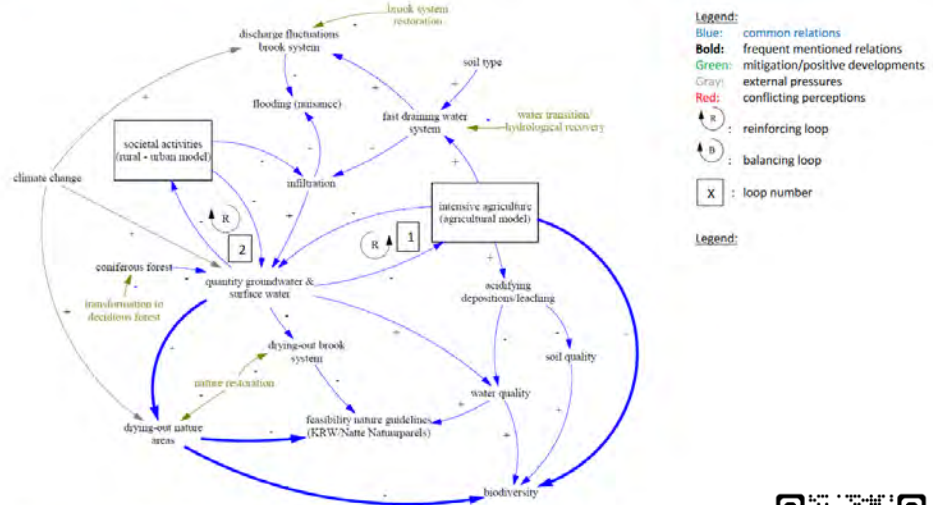 brook system
restoration
discharge fluctuations
brook system
soil type
flooding (nuisance)
fast draining water
system
water transition/
hydrological recovery
societal activities
(rural - urban model)
climate change
infiltration
intensive agriculture
(agricultural model)
R
2
R
1
coniferous forest
quantity groundwater &
surface water
acidifying
depositions/leaching
transformation to
decidious forest
drying-out brook
system
soil quality
nature restoration
water quality
feasibility nature guidelines
(KRW/Natte Natuurparels)
drying-out nature
areas
biodiversity
Legend:
Blue: common relations
Bold: frequent mentioned relations
Green: mitigation/positive developments
Gray: external pressures
Red: conflicting perceptions
R : reinforcing loop
B : balancing loop
X : loop number
Legend: